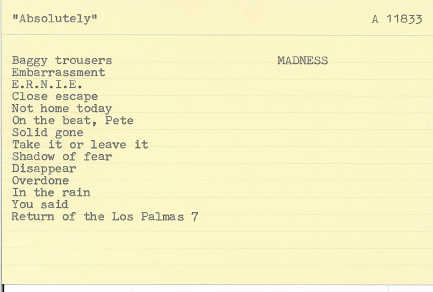 "Absolutely" A 11833
Baggy trousers MADNESS
Embarrassment
E.R.N.I.E.
Close escape
Not home today
On the beat, Pete
Solid gone
Take it or leave it
Shadow of fear
Disappear
Overdone
In the rain
You said
Return of the Los Palmas 7